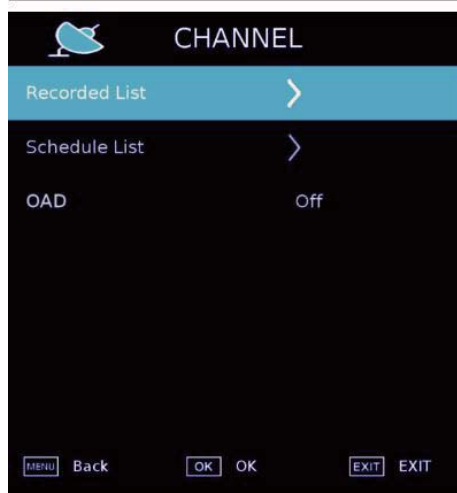 CHANNEL
Recorded List
Schedule List
OAD Off
MENU Back OK OK EXIT EXIT